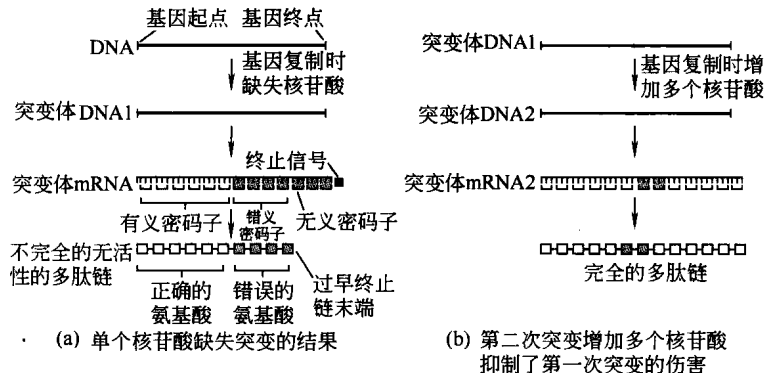 基因起点 基因终点
DNA
基因复制时
缺失核苷酸
突变体DNA1
终止信号
突变体mRNA
有义密码子
错义
密码子
无义密码子
不完全的无活
性的多肽链
正确的
氨基酸
错误的
氨基酸
过早终止
链末端
(a) 单个核苷酸缺失突变的结果
突变体DNA1
基因复制时增
加多个核苷酸
突变体DNA2
突变体mRNA2
完全的多肽链
(b) 第二次突变增加多个核苷酸
抑制了第一次突变的伤害